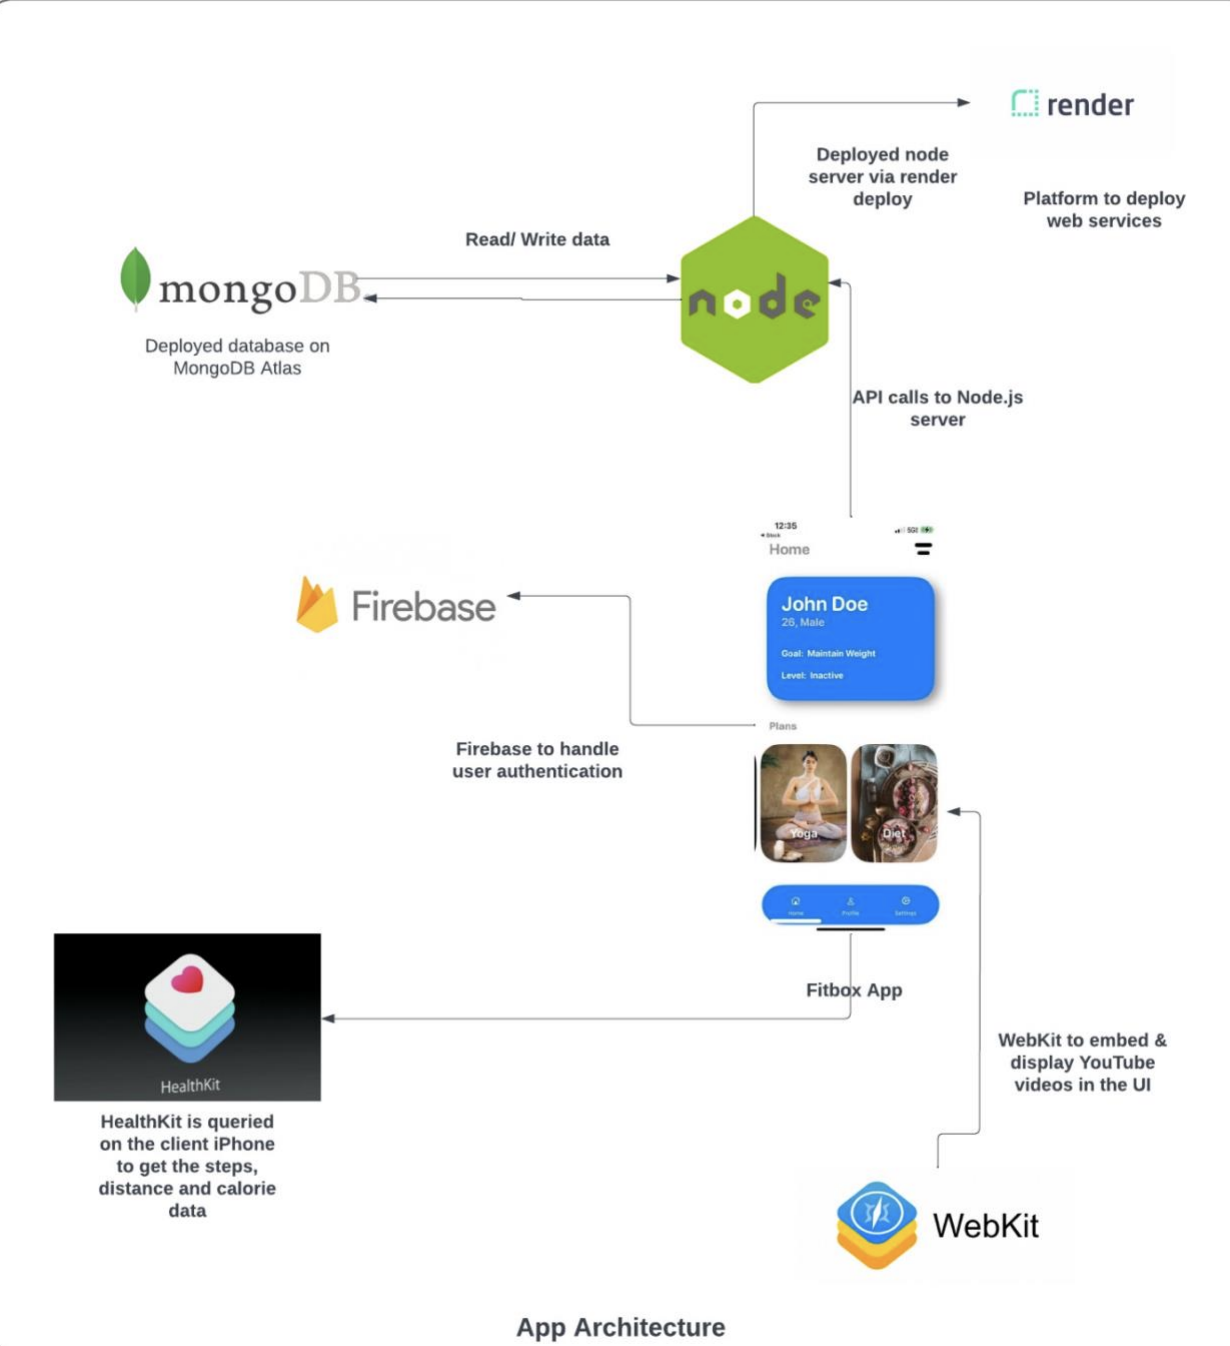 render
Deployed node
server via render
deploy
Platform to deploy
web services
Read/ Write data
mongoDB
Deployed database on
MongoDB Atlas
node
API calls to Node.js
server
12:35
Home
John Doe
26, Male
Goal: Maintain Weight
Level: Inactive
Plans
Yoga
Diet
Home
Profile
Settings
Firebase
Firebase to handle
user authentication
Fitbox App
HealthKit
HealthKit is queried
on the client iPhone
to get the steps,
distance and calorie
data
WebKit to embed &
display YouTube
videos in the UI
WebKit
App Architecture